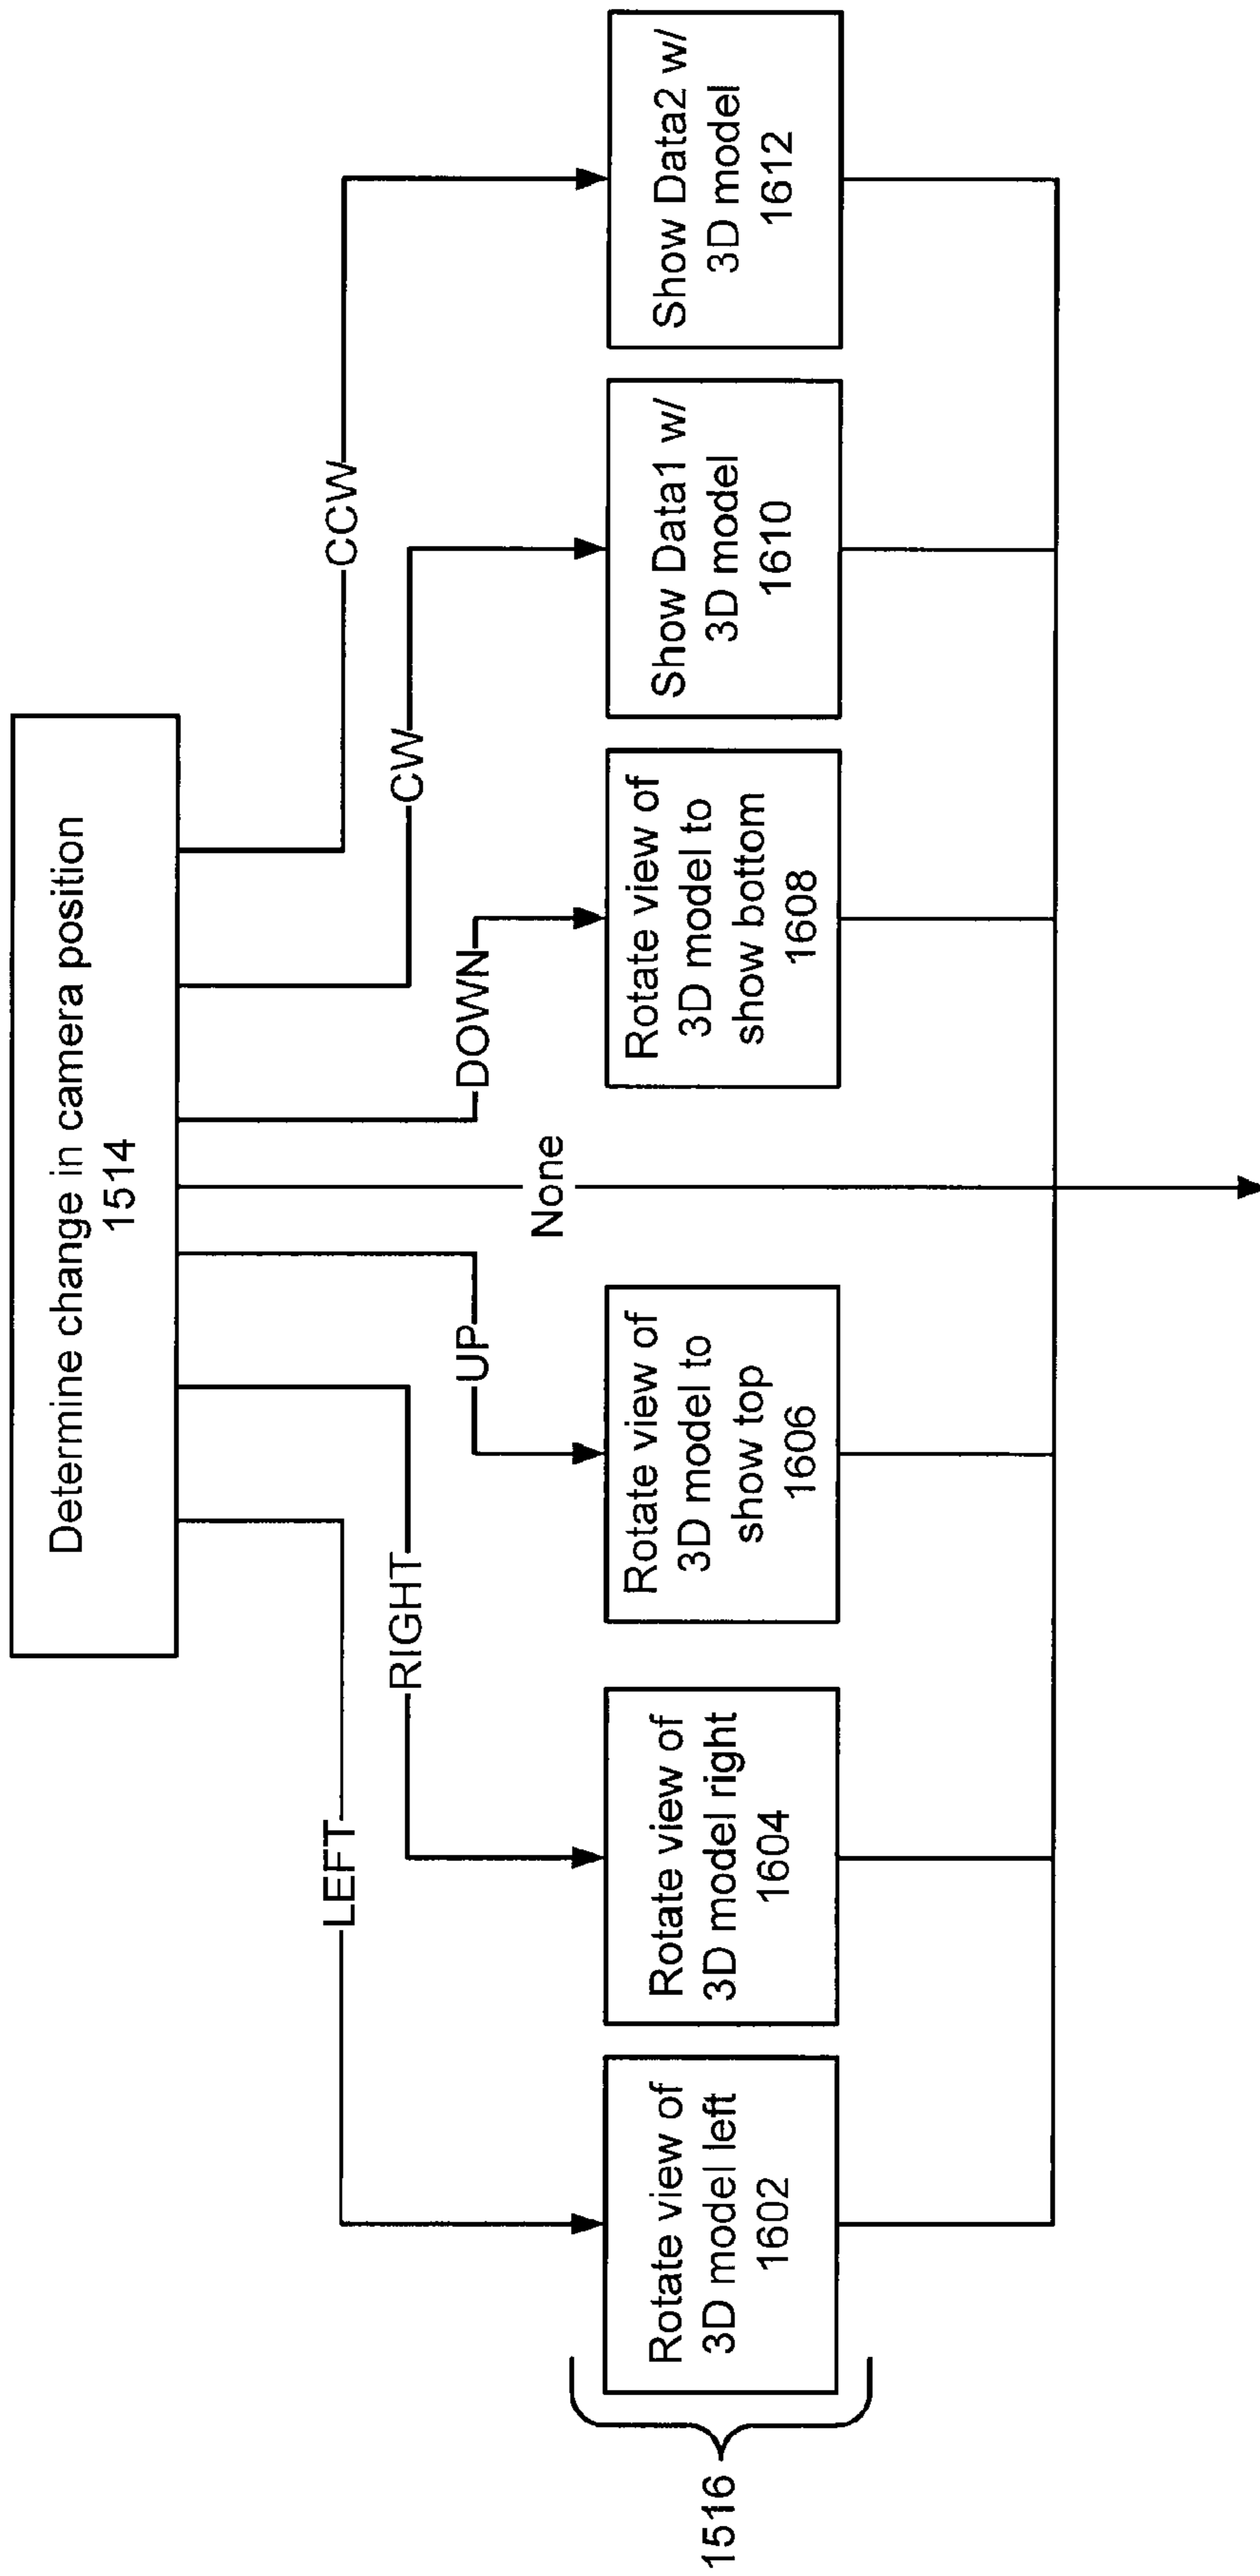 Determine change in camera position
1514
LEFT
RIGHT
UP
None
DOWN
CW
CCW
1516
Rotate view of
3D model left
1602
Rotate view of
3D model right
1604
Rotate view of
3D model to
show top
1606
Rotate view of
3D model to
show bottom
1608
Show Data1 w/
3D model
1610
Show Data2 w/
3D model
1612